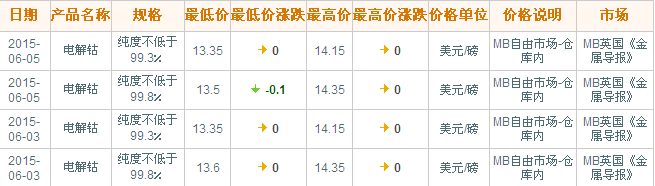 日期 产品名称 规格 最低价 最低价涨跌 最高价 最高价涨跌 价格单位 价格说明 市场
2015-06-05 电解钴 纯度不低于99.3% 13.35 0 14.15 0 美元/磅 MB自由市场-仓库内 MB英国《金属导报》
2015-06-05 电解钴 纯度不低于99.8% 13.5 -0.1 14.35 0 美元/磅 MB自由市场-仓库内 MB英国《金属导报》
2015-06-03 电解钴 纯度不低于99.3% 13.35 0 14.15 0 美元/磅 MB自由市场-仓库内 MB英国《金属导报》
2015-06-03 电解钴 纯度不低于99.8% 13.6 0 14.35 0 美元/磅 MB自由市场-仓库内 MB英国《金属导报》